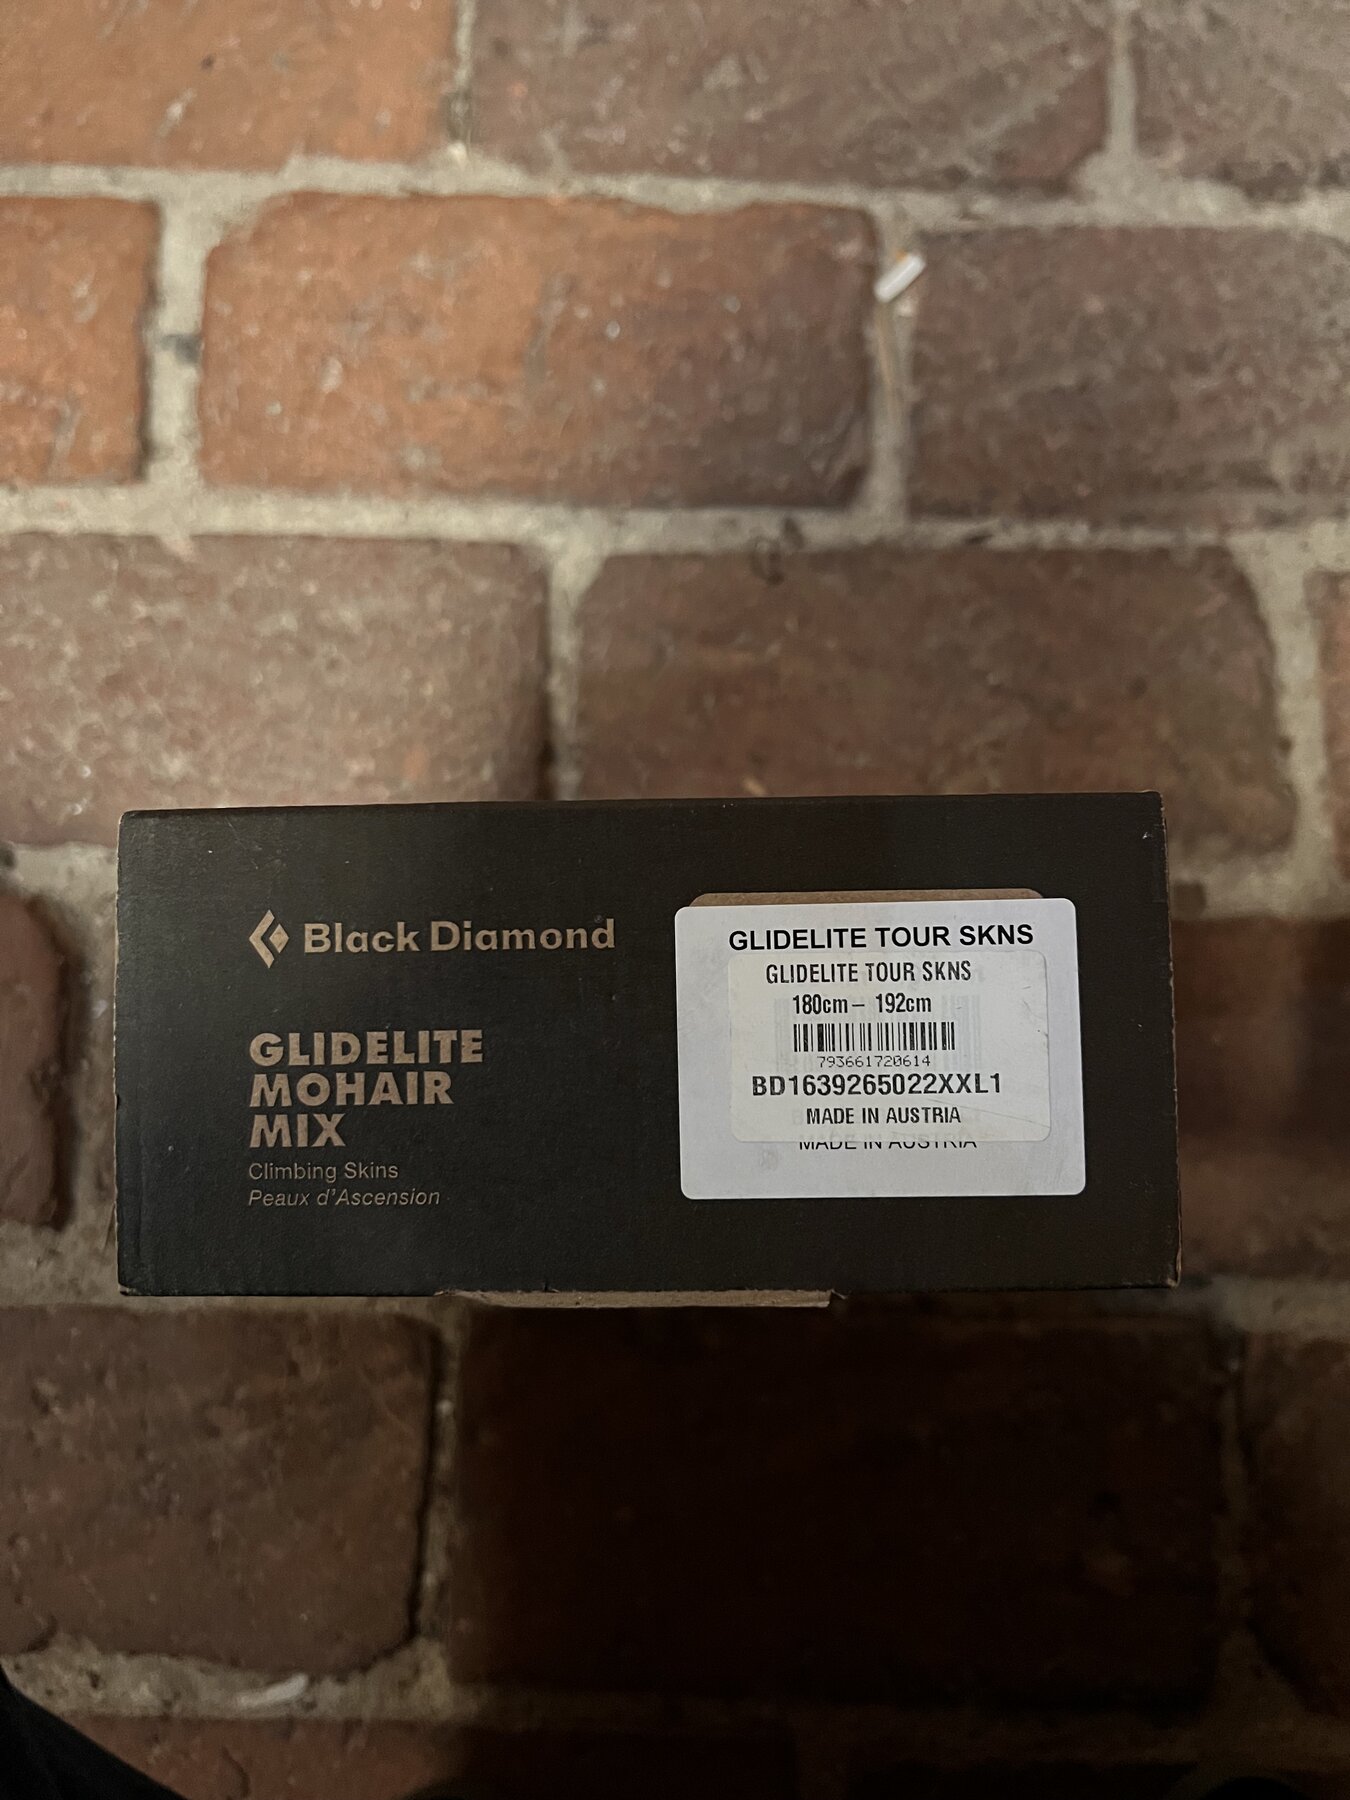 Black Diamond
GLIDELITE
MOHAIR
MIX
Climbing Skins
Peaux d'Ascension
GLIDELITE TOUR SKNS
GLIDELITE TOUR SKNS
180cm – 192cm
793661720614
BD1639265022XXL1
MADE IN AUSTRIA
MADE IN AUSTRIA